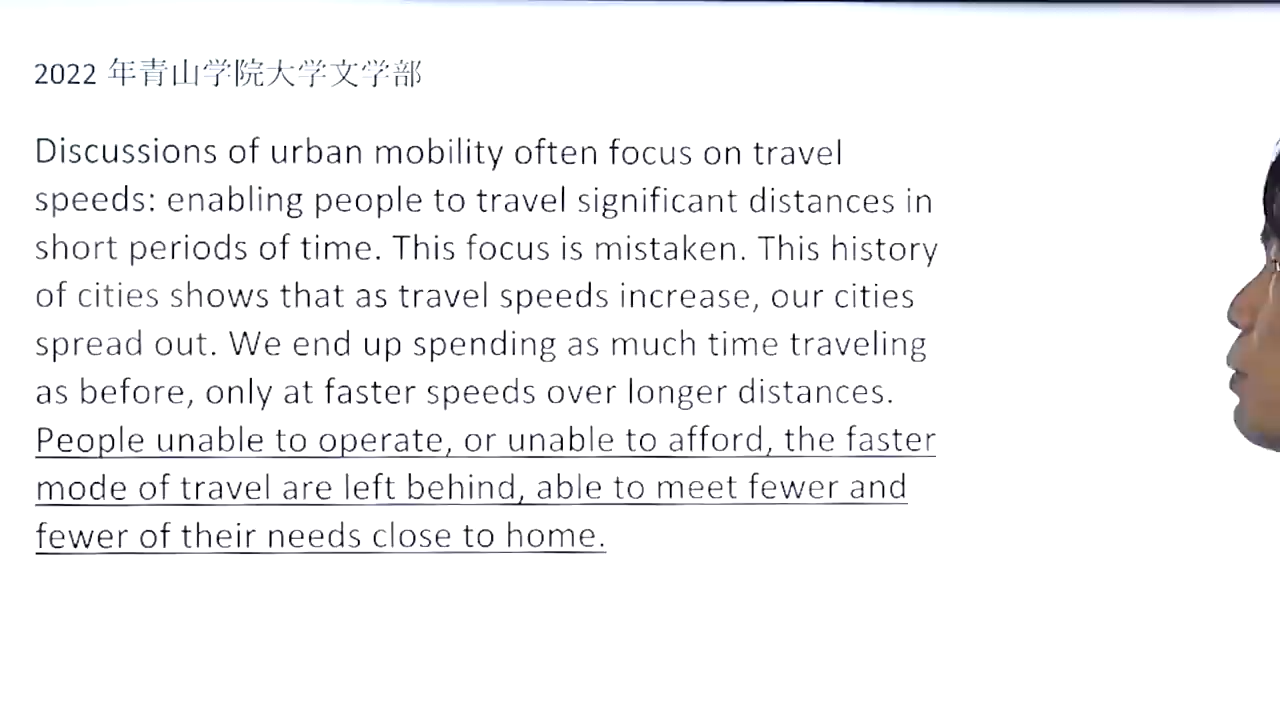 2022 年青山学院大学文学部
Discussions of urban mobility often focus on travel
speeds: enabling people to travel significant distances in
short periods of time. This focus is mistaken. This history
of cities shows that as travel speeds increase, our cities
spread out. We end up spending as much time traveling
as before, only at faster speeds over longer distances.
People unable to operate, or unable to afford, the faster
mode of travel are left behind, able to meet fewer and
fewer of their needs close to home.